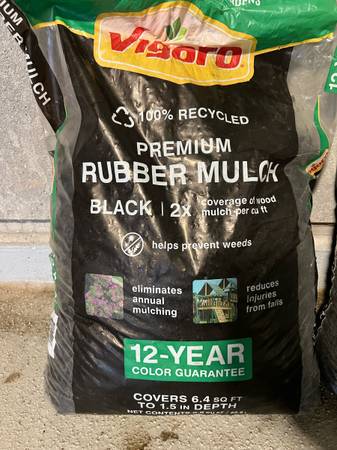 Vigoro
100% RECYCLED
PREMIUM
RUBBER MULCH
BLACK | 2x coverage of wood
mulch per cu ft
helps prevent weeds
eliminates
annual
mulching
reduces
injuries
from falls
12-YEAR
COLOR GUARANTEE
COVERS 6.4 SQ FT
TO 1.5 IN DEPTH
NET CONTENTS